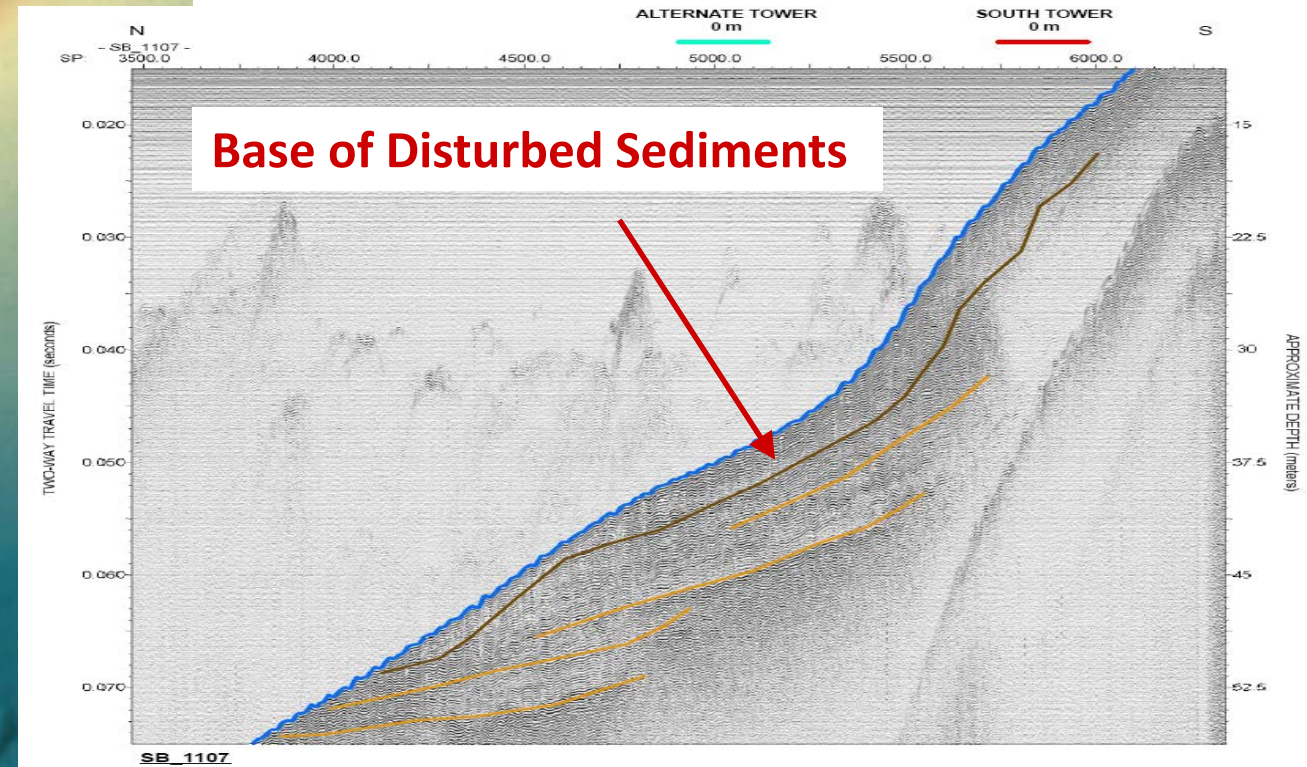 ALTERNATE TOWER
0 m
SOUTH TOWER
0 m
N
S
- SB_1107 -
SP:
3500.0 4000.0 4500.0 5000.0 5500.0 6000.0
Base of Disturbed Sediments
TWO-WAY TRAVEL TIME (seconds)
0.020
0.030
0.040
0.050
0.060
0.070
15
22.5
30
37.5
45
52.5
APPROXIMATE DEPTH (meters)
SB_1107